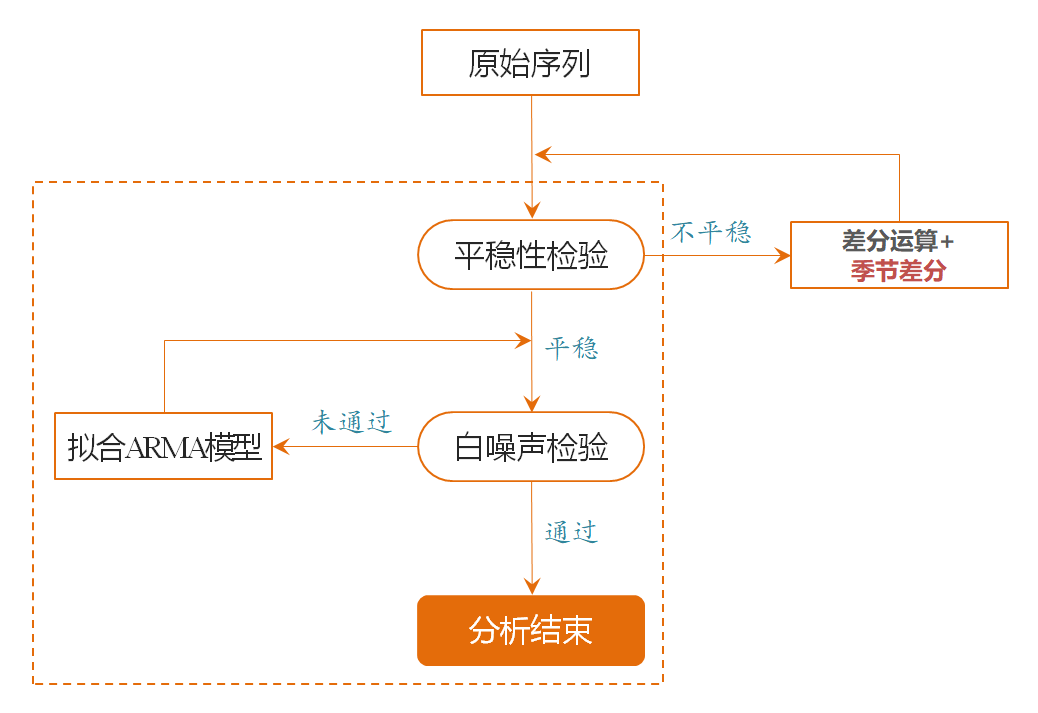 原始序列
不平稳
差分运算+
季节差分
平稳性检验
平稳
未通过
拟合ARMA模型
白噪声检验
通过
分析结束